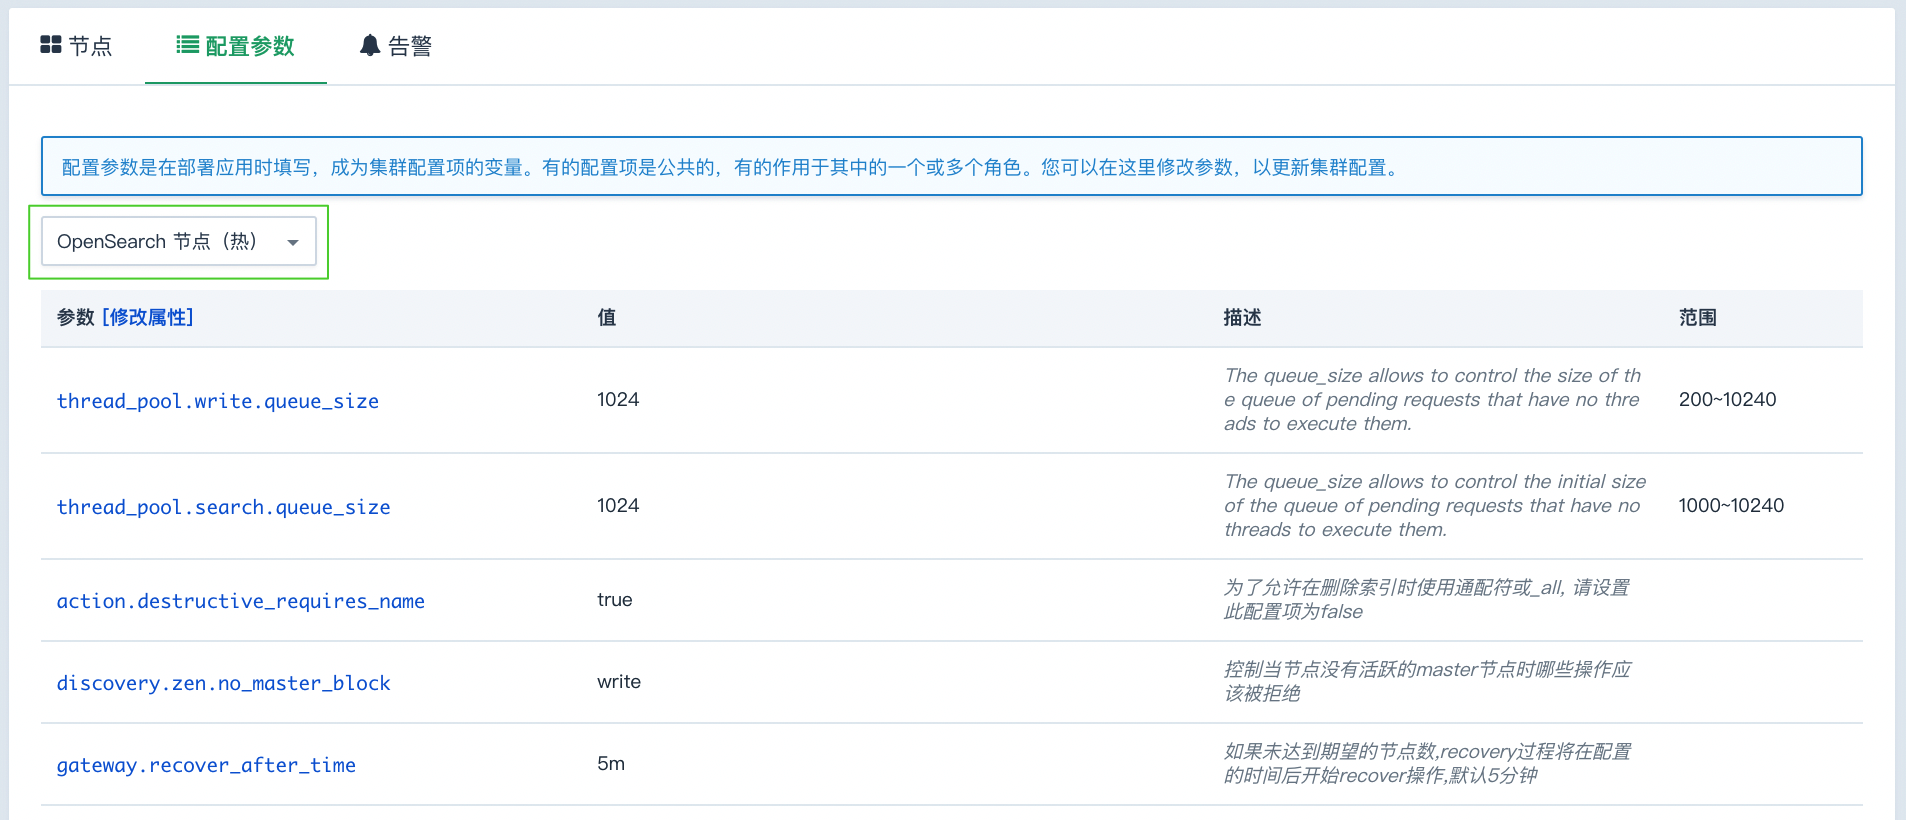 节点
配置参数
告警
配置参数是在部署应用时填写，成为集群配置项的变量。有的配置项是公共的，有的作用于其中的一个或多个角色。您可以在这里修改参数，以更新集群配置。
OpenSearch 节点（热）
参数 [修改属性] 值 描述 范围
The queue_size allows to control the size of th
thread_pool.write.queue_size 1024 e queue of pending requests that have no thre 200~10240
ads to execute them.
The queue_size allows to control the initial size
thread_pool.search.queue_size 1024 of the queue of pending requests that have no 1000~10240
threads to execute them.
action.destructive_requires_name true 为了允许在删除索引时使用通配符或_all, 请设置
此配置项为false
discovery.zen.no_master_block write 控制当节点没有活跃的master节点时哪些操作应
该被拒绝
gateway.recover_after_time 5m 如果未达到期望的节点数,recovery过程将在配置
的时间后开始recover操作,默认5分钟